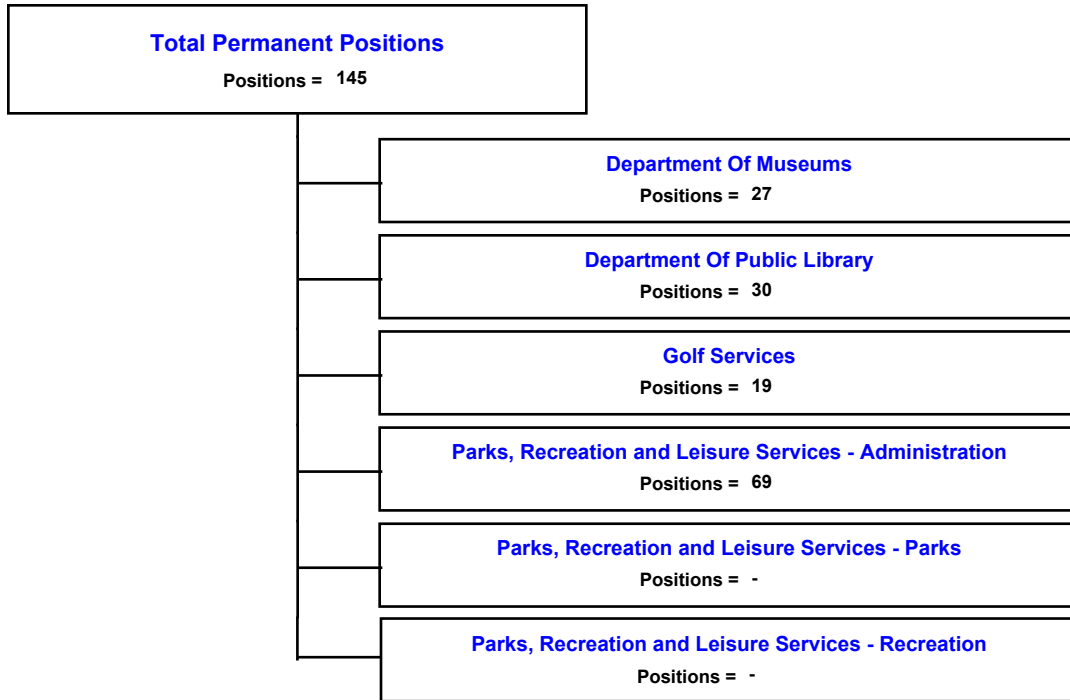 Total Permanent Positions
Positions = 145
Department Of Museums
Positions = 27
Department Of Public Library
Positions = 30
Golf Services
Positions = 19
Parks, Recreation and Leisure Services - Administration
Positions = 69
Parks, Recreation and Leisure Services - Parks
Positions = -
Parks, Recreation and Leisure Services - Recreation
Positions = -